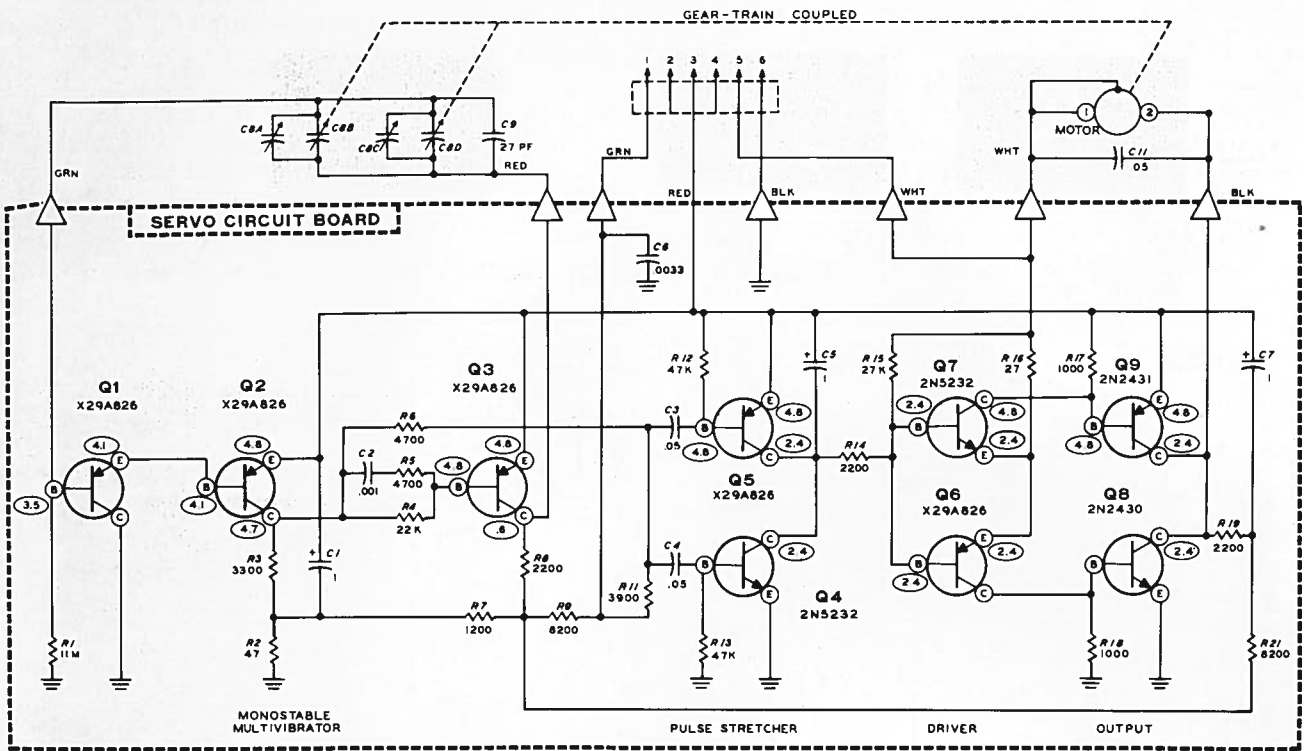 GEAR-TRAIN COUPLED
1 2 3 4 5 6
C8A C8B C8C C8D C9
27 PF
1 MOTOR 2
C11
.05
GRN
RED
GRN
RED
BLK
WHT
WHT
BLK
SERVO CIRCUIT BOARD
C6
.0033
Q1
X29A826
Q2
X29A826
Q3
X29A826
R12
47K
C5
1
R15
27K
Q7
2N5232
R16
27
R17
1000
Q9
2N2431
C7
1
4.1 E
B 3.5
C
4.8 E
B 4.1
C 4.7
R6
4700
C2
.001
R5
4700
R4
22K
4.8 E
4.8 B
C .6
C3
.05
E 4.8
B 4.8
C 2.4
Q5
X29A826
R14
2200
2.4 B
C 4.8
E 2.4
Q6
X29A826
E 4.8
B 4.8
C 2.4
Q8
2N2430
R3
3300
C1
1
R8
2200
R11
3900
C4
.05
B
C 2.4
E
Q4
2N5232
B 2.4
E 2.4
C
B
C 2.4
E
R19
2200
R1
11M
R2
47
R7
1200
R9
8200
R13
47K
R18
1000
R21
8200
MONOSTABLE
MULTIVIBRATOR
PULSE STRETCHER
DRIVER
OUTPUT